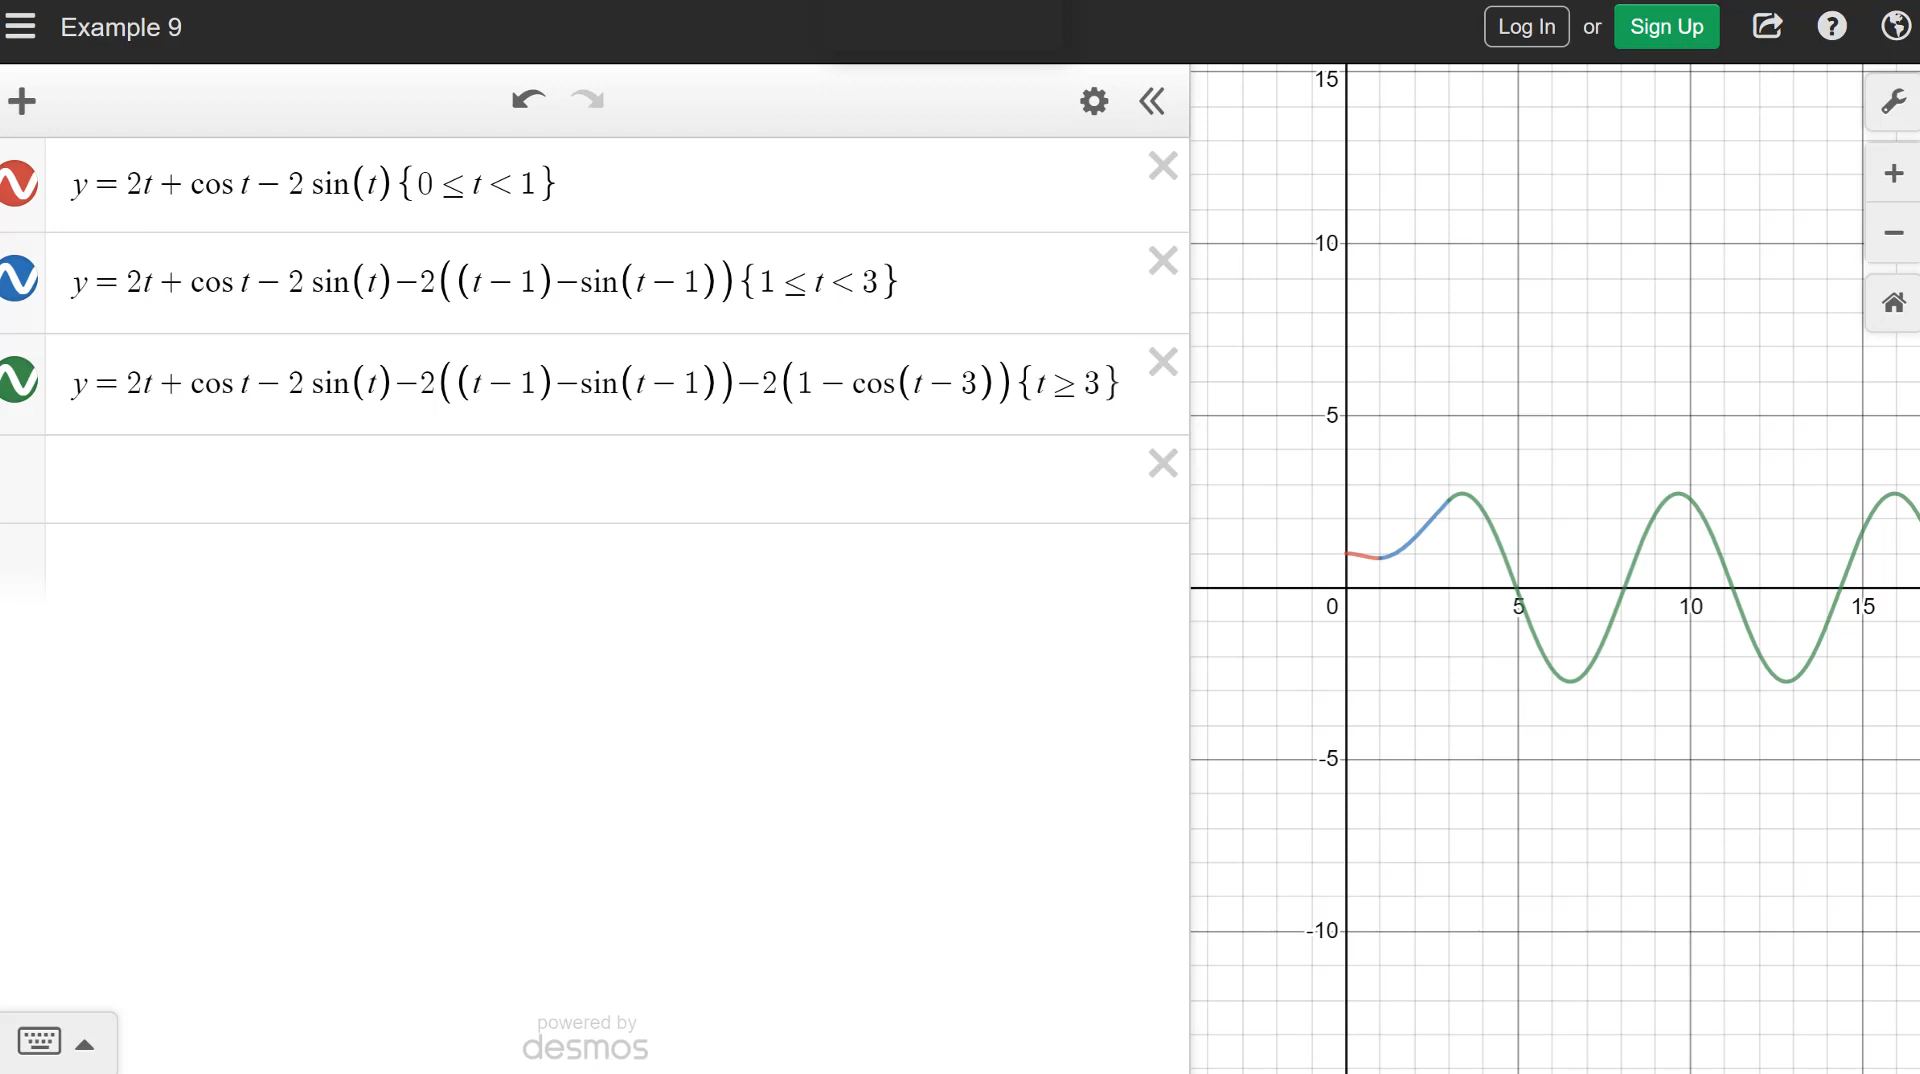 Example 9
Log In or Sign Up
y = 2t + cos t − 2 sin(t){0 ≤ t < 1}
y = 2t + cos t − 2 sin(t)−2((t − 1)−sin(t − 1)){1 ≤ t < 3}
y = 2t + cos t − 2 sin(t)−2((t − 1)−sin(t − 1))−2(1 − cos(t − 3)){t ≥ 3}
15
10
5
0
5
10
15
-5
-10
powered by
desmos